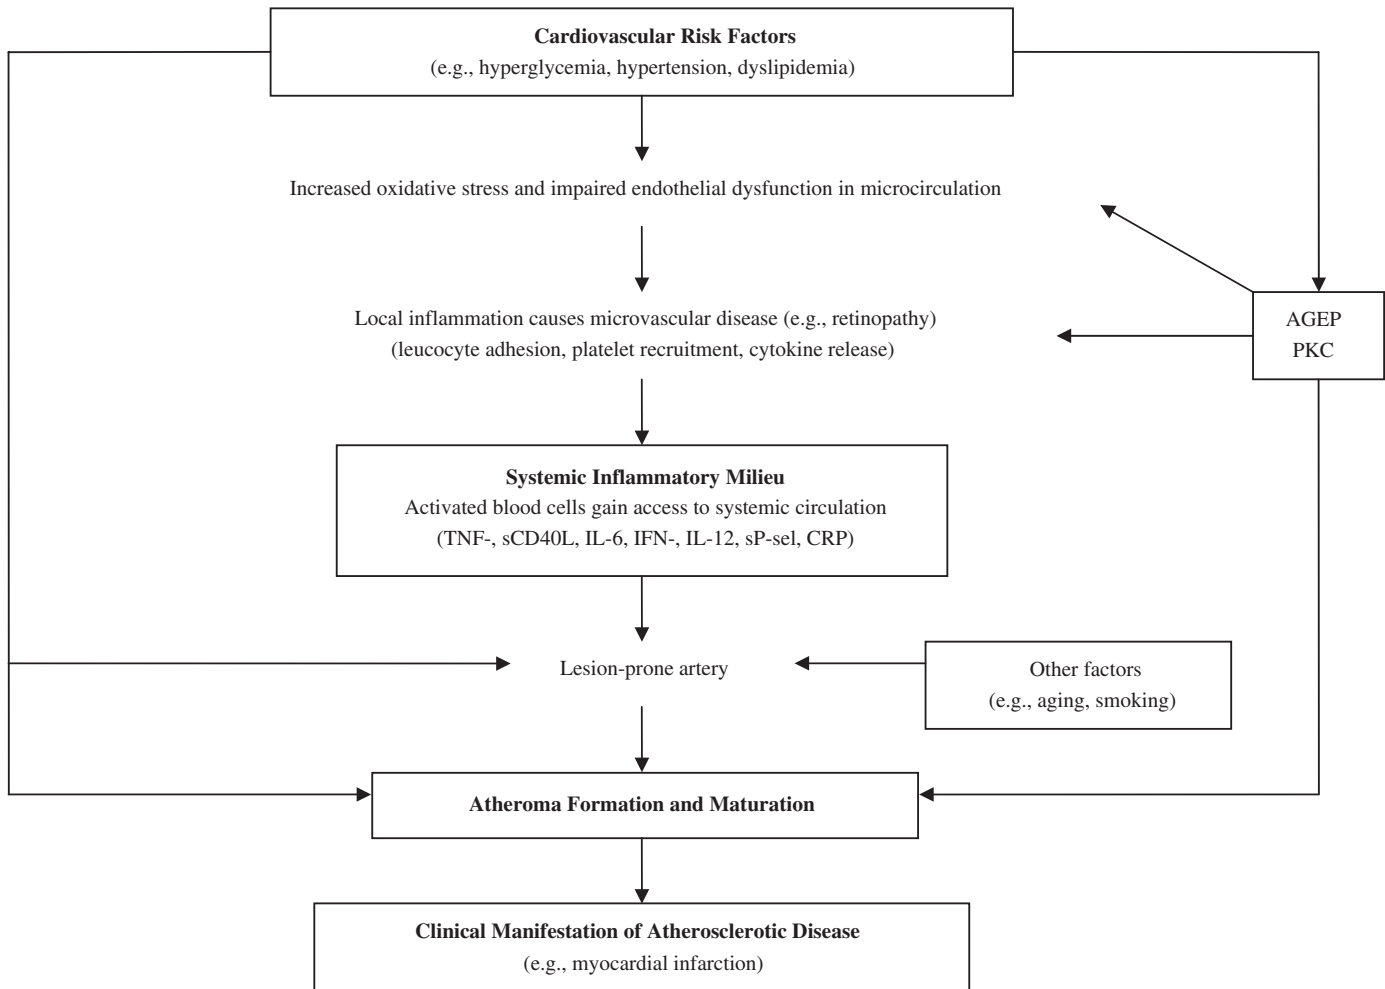 Cardiovascular Risk Factors
(e.g., hyperglycemia, hypertension, dyslipidemia)
Increased oxidative stress and impaired endothelial dysfunction in microcirculation
Local inflammation causes microvascular disease (e.g., retinopathy)
(leucocyte adhesion, platelet recruitment, cytokine release)
AGEP
PKC
Systemic Inflammatory Milieu
Activated blood cells gain access to systemic circulation
(TNF-, sCD40L, IL-6, IFN-, IL-12, sP-sel, CRP)
Lesion-prone artery
Other factors
(e.g., aging, smoking)
Atheroma Formation and Maturation
Clinical Manifestation of Atherosclerotic Disease
(e.g., myocardial infarction)